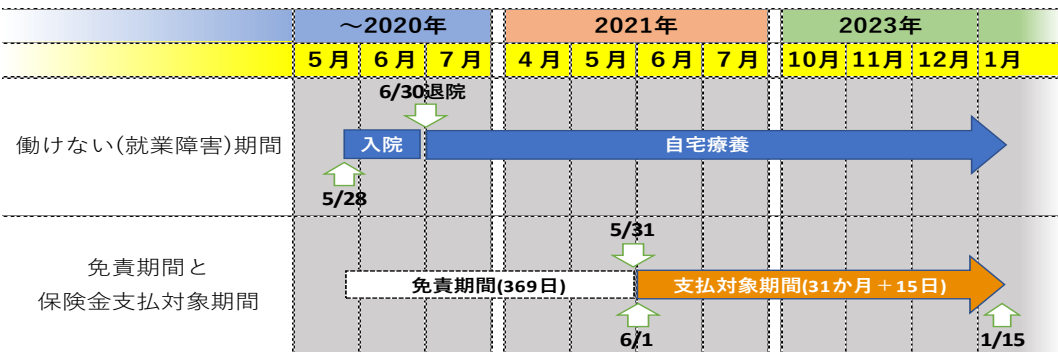 ～2020年 2021年 2023年
5月 6月 7月 4月 5月 6月 7月 10月 11月 12月 1月
6/30退院
働けない(就業障害)期間 入院 自宅療養
5/28
5/31
免責期間と
保険金支払対象期間
免責期間(369日) 支払対象期間(31か月＋15日)
6/1 1/15